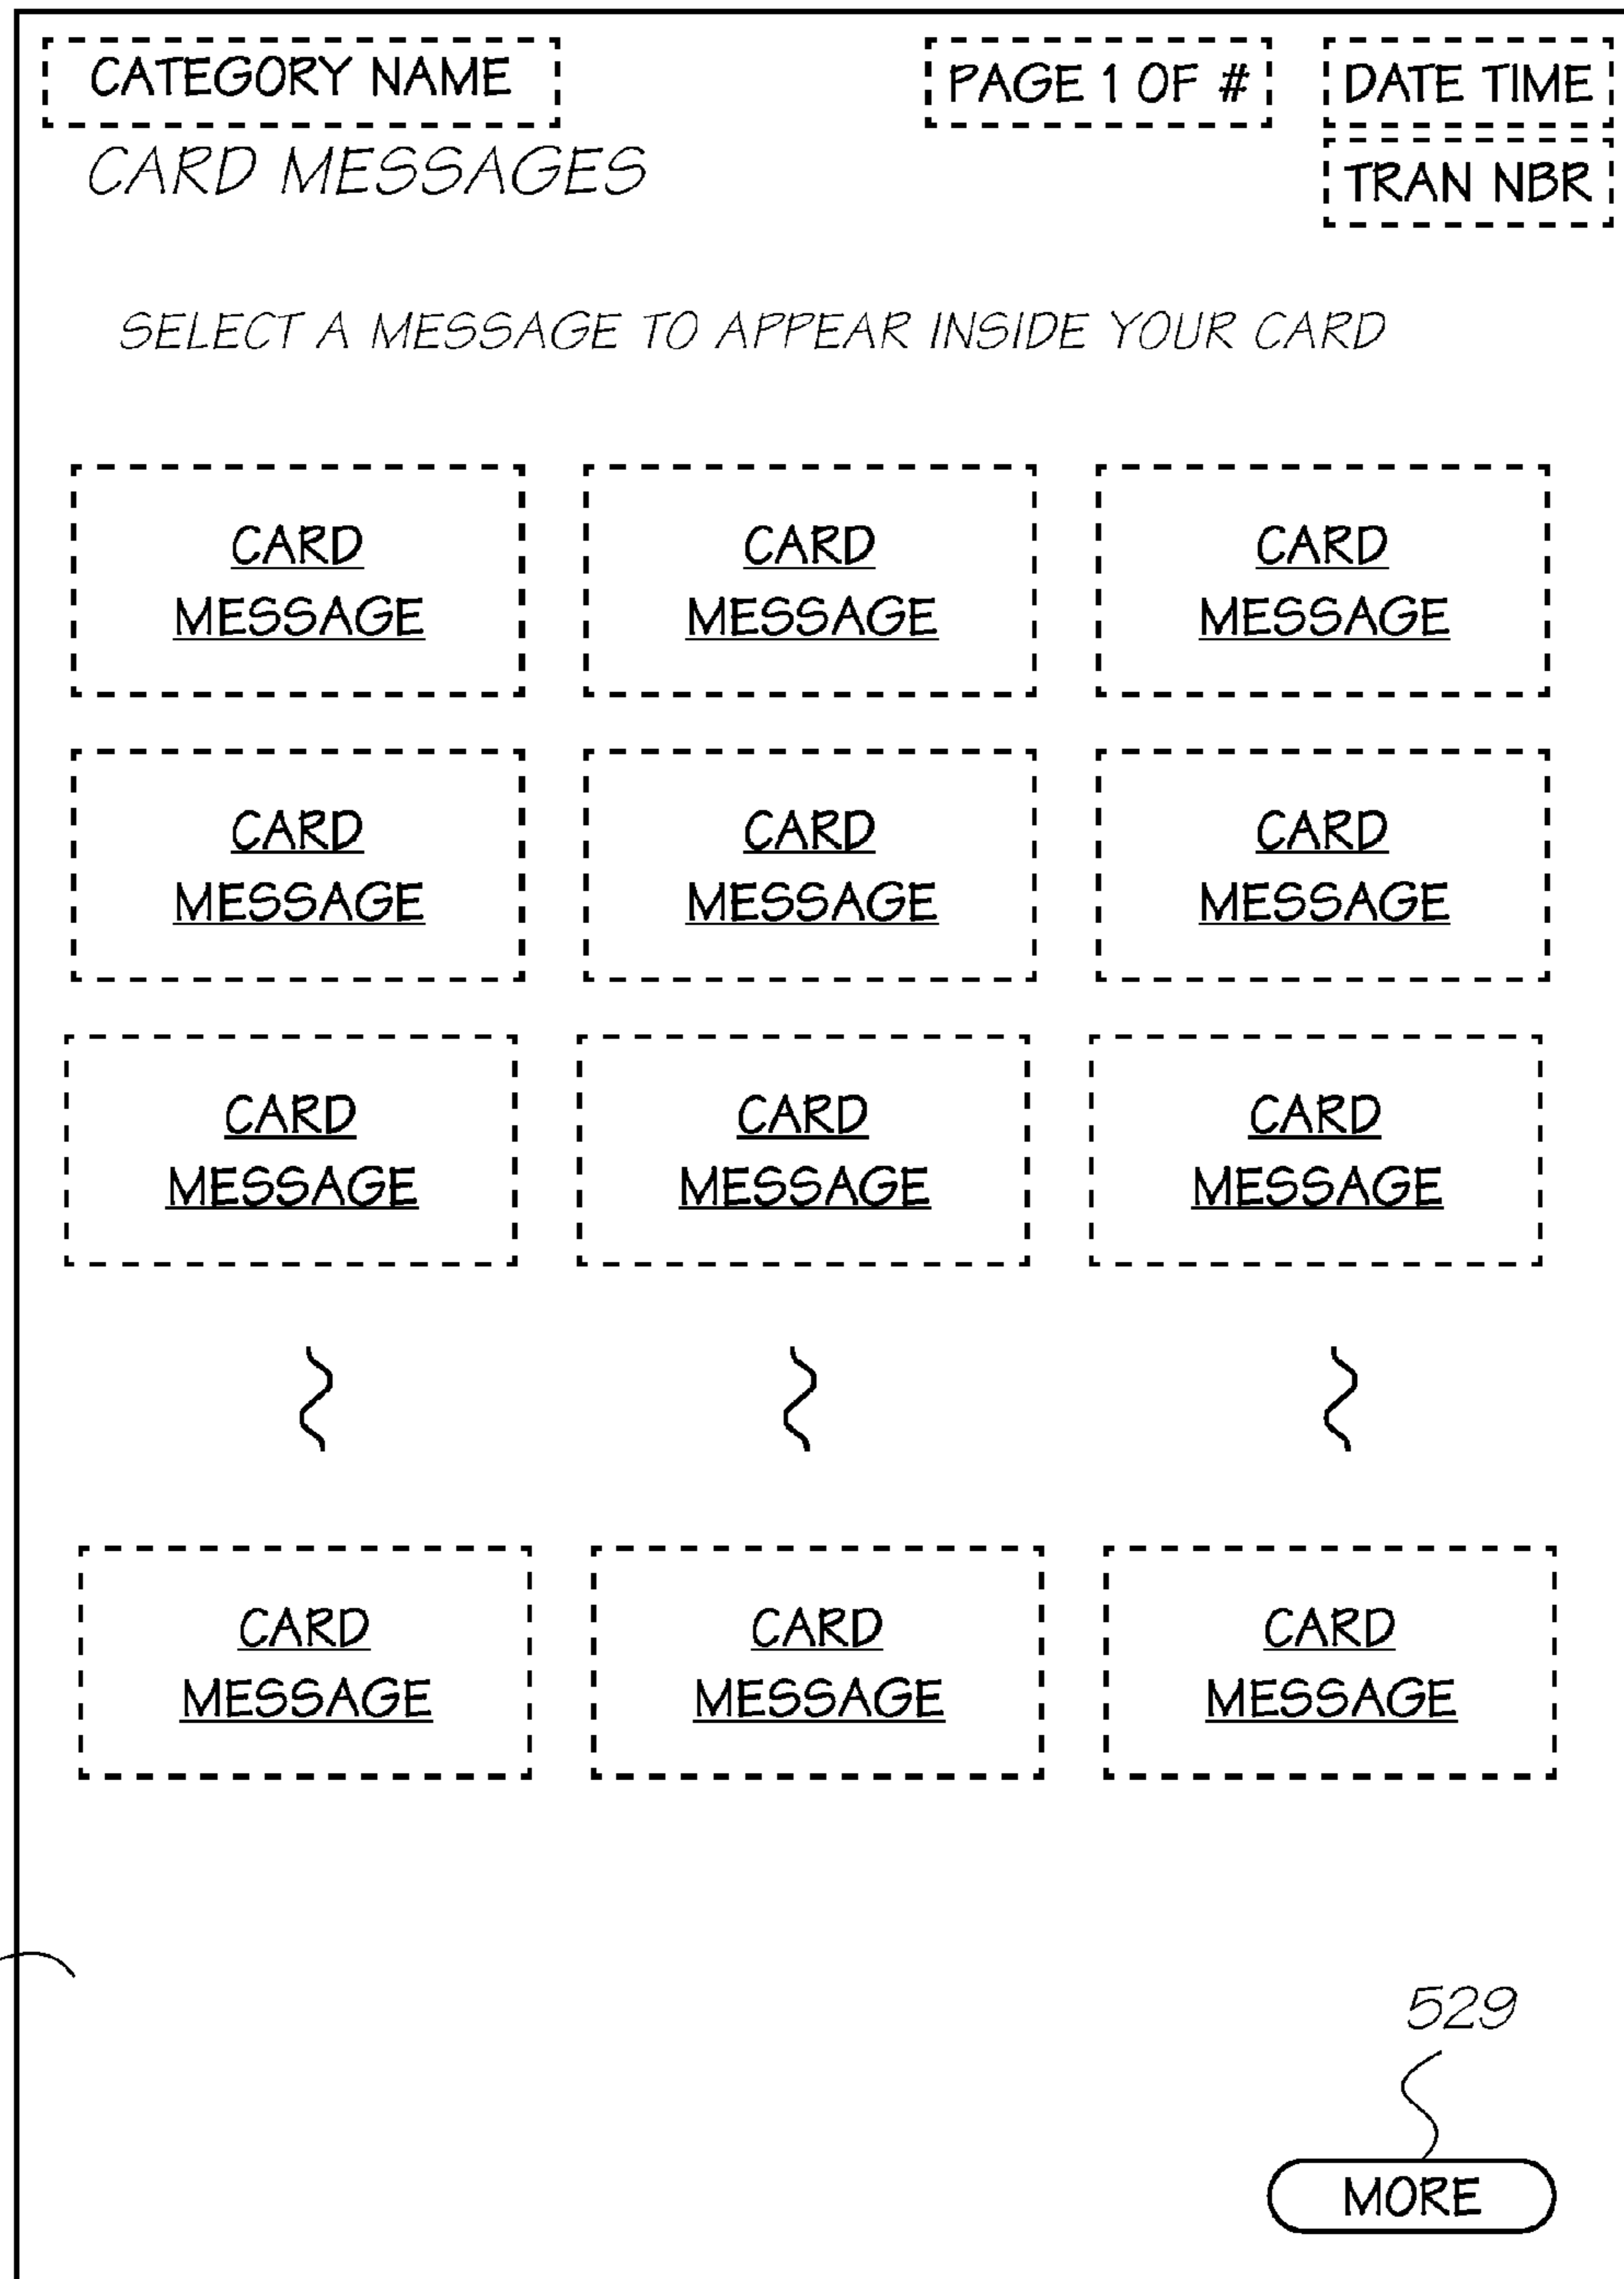 CATEGORY NAME PAGE 1 OF # DATE TIME
CARD MESSAGES TRAN NBR
SELECT A MESSAGE TO APPEAR INSIDE YOUR CARD
CARD CARD CARD
MESSAGE MESSAGE MESSAGE
CARD CARD CARD
MESSAGE MESSAGE MESSAGE
CARD CARD CARD
MESSAGE MESSAGE MESSAGE
CARD CARD CARD
MESSAGE MESSAGE MESSAGE
529
MORE